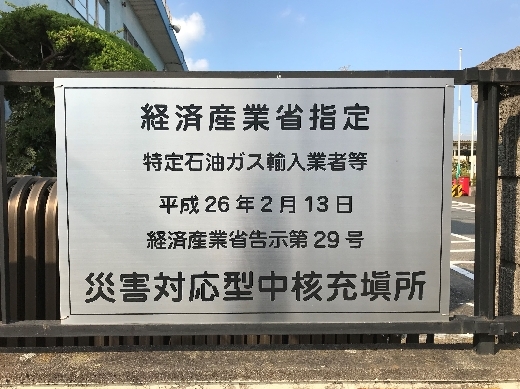 経済産業省指定
特定石油ガス輸入業者等
平成26年2月13日
経済産業省告示第29号
災害対応型中核充填所